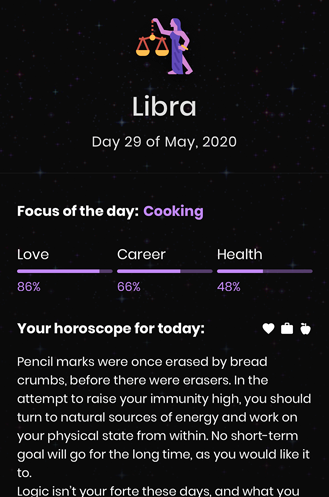 Libra
Day 29 of May, 2020
Focus of the day: Cooking
Love Career Health
86% 66% 48%
Your horoscope for today:
Pencil marks were once erased by bread
crumbs, before there were erasers. In the
attempt to raise your immunity high, you should
turn to natural sources of energy and work on
your physical state from within. No short-term
goal will go for the long time, as you would like it
to.
Logic isn't your forte these days, and what you